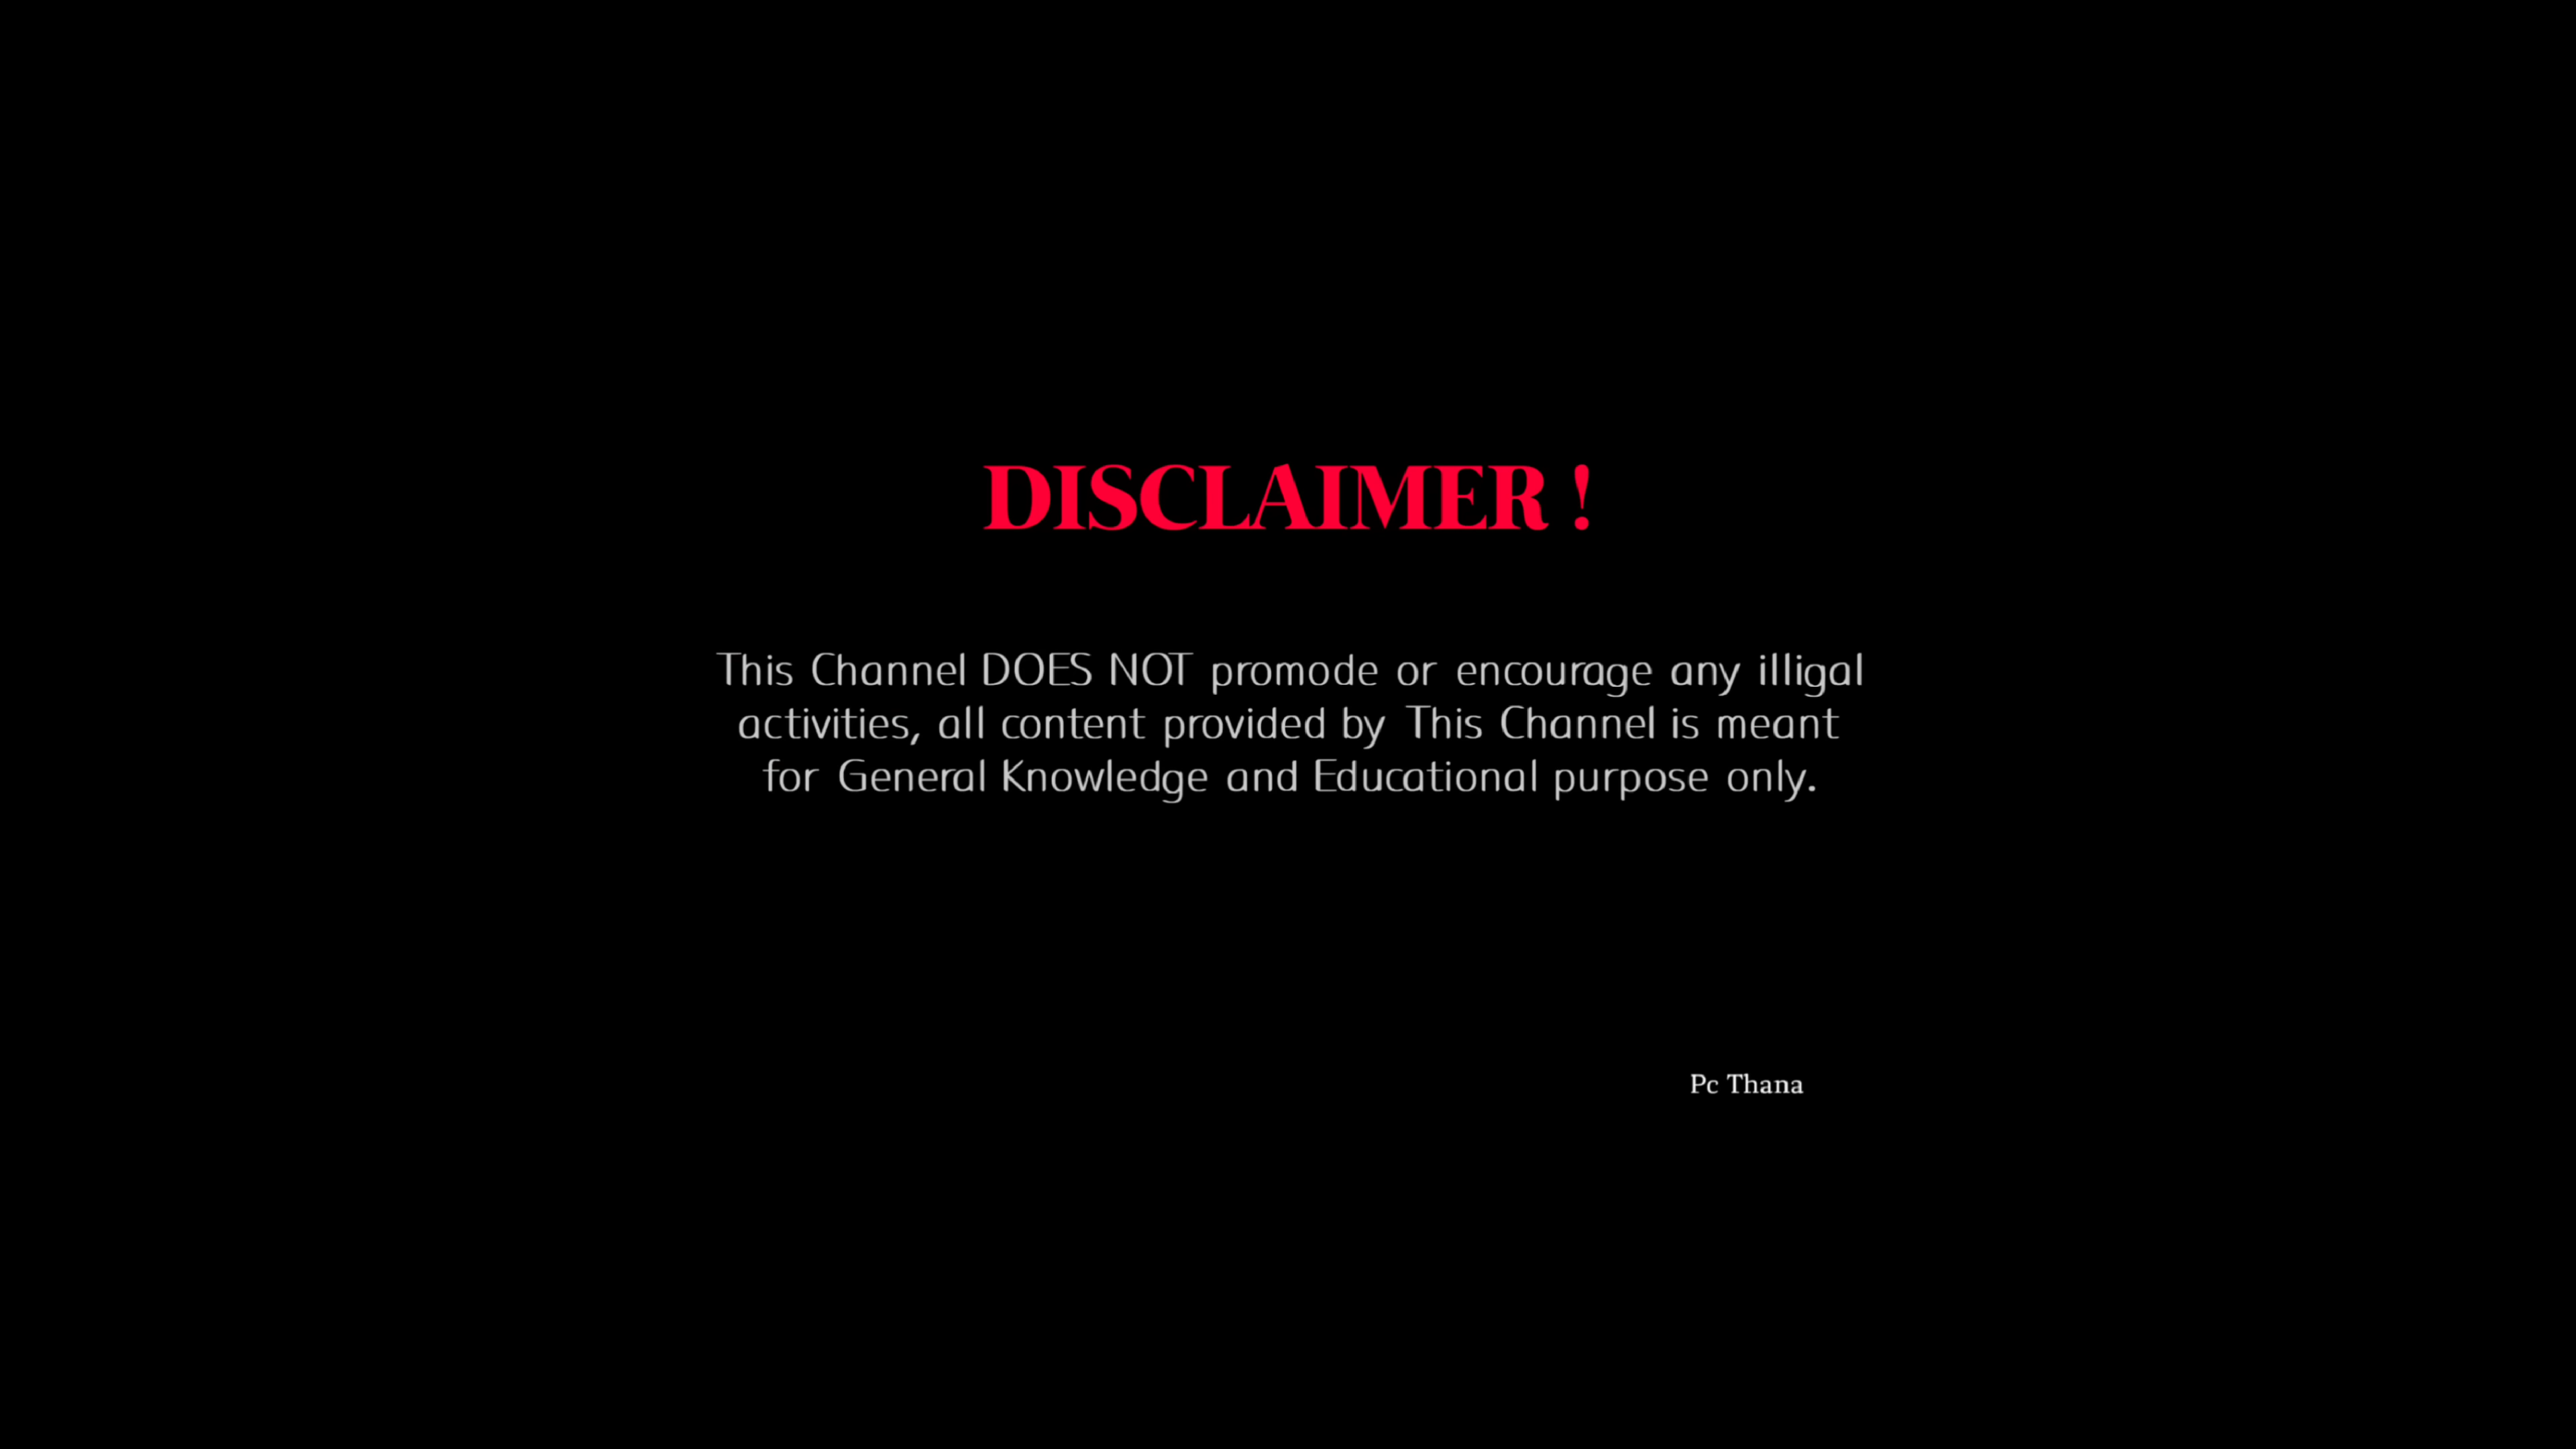 DISCLAIMER !
This Channel DOES NOT promode or encourage any illigal
activities, all content provided by This Channel is meant
for General Knowledge and Educational purpose only.
Pc Thana